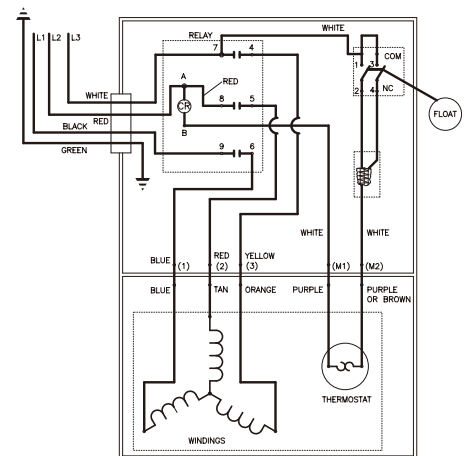 WHITE
RELAY
L1 L2 L3
7 4
1 3
COM
A
RED
2 4
NC
WHITE
CR
8 5
FLOAT
RED
BLACK
B
9 6
GREEN
WHITE WHITE
BLUE RED YELLOW
(1) (2) (3) (M1) (M2)
BLUE TAN ORANGE PURPLE PURPLE
OR BROWN
THERMOSTAT
WINDINGS